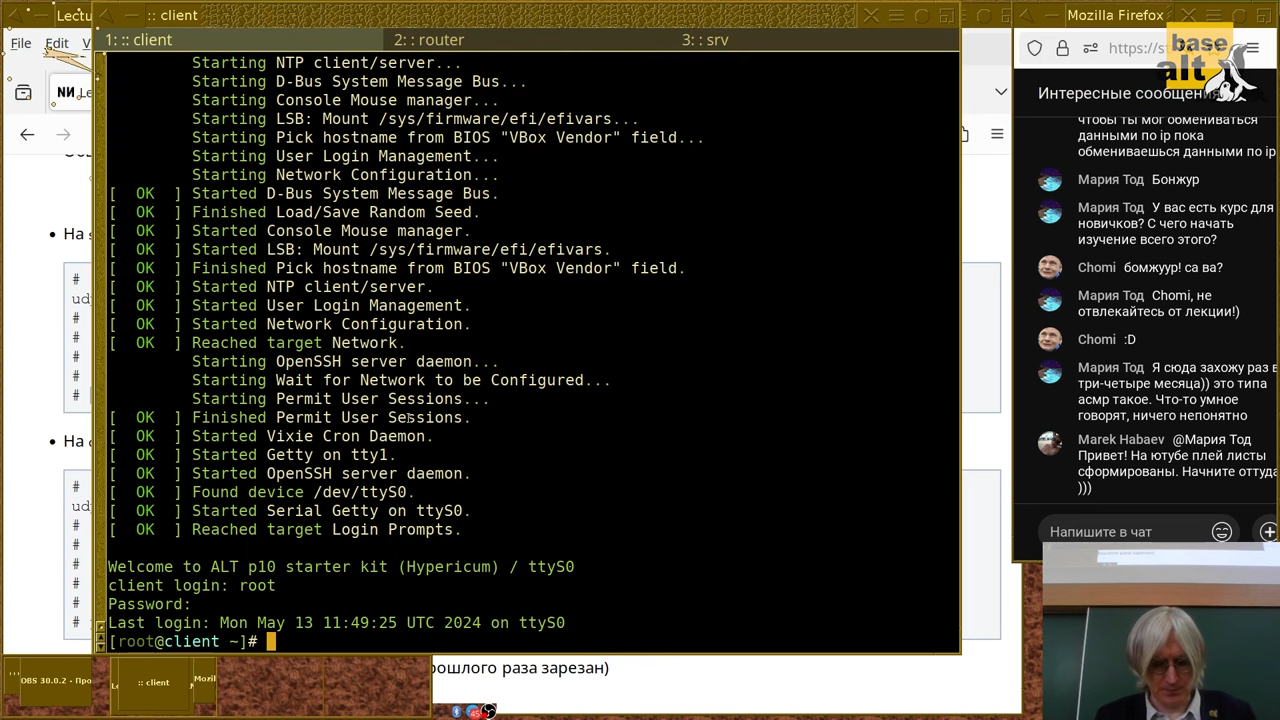 Lectu
:: client
Mozilla Firefox
File Edit V
1: :: client
2: :: router
3: :: srv
https://st
base
alt
Le
Интересные сообщения
Starting NTP client/server...
Starting D-Bus System Message Bus...
Starting Console Mouse manager...
Starting LSB: Mount /sys/firmware/efi/efivars...
Starting Pick hostname from BIOS "VBox Vendor" field...
Starting User Login Management...
Starting Network Configuration...
[ OK ] Started D-Bus System Message Bus.
[ OK ] Finished Load/Save Random Seed.
[ OK ] Started Console Mouse manager.
[ OK ] Started LSB: Mount /sys/firmware/efi/efivars.
[ OK ] Finished Pick hostname from BIOS "VBox Vendor" field.
[ OK ] Started NTP client/server.
[ OK ] Started User Login Management.
[ OK ] Started Network Configuration.
[ OK ] Reached target Network.
Starting OpenSSH server daemon...
Starting Wait for Network to be Configured...
Starting Permit User Sessions...
[ OK ] Finished Permit User Sessions.
[ OK ] Started Vixie Cron Daemon.
[ OK ] Started Getty on tty1.
[ OK ] Started OpenSSH server daemon.
[ OK ] Found device /dev/ttyS0.
[ OK ] Started Serial Getty on ttyS0.
[ OK ] Reached target Login Prompts.
Welcome to ALT p10 starter kit (Hypericum) / ttyS0
client login: root
Password:
Last login: Mon May 13 11:49:25 UTC 2024 on ttyS0
[root@client ~]#
На
#
ud
#
#
#
#
#
На
#
ud
#
#
#
#
#
#
ошлого раза зарезан)
чтобы ты мог обмениваться
данными по ip пока
обмениваешься данными по ip
Мария Тод Бонжур
Мария Тод У вас есть курс для
новичков? С чего начать
изучение всего этого?
Chomi бомжуур! са ва?
Мария Тод Chomi, не
отвлекайтесь от лекции!)
Chomi :D
Мария Тод Я сюда захожу раз в
три-четыре месяца)) это типа
асмр такое. Что-то умное
говорят, ничего непонятно
Marek Habaev @Мария Тод
Привет! На ютубе плей листы
сформированы. Начните оттуда
)))
Напишите в чат
OBS 30.0.2 - Про
:: client
Mozil